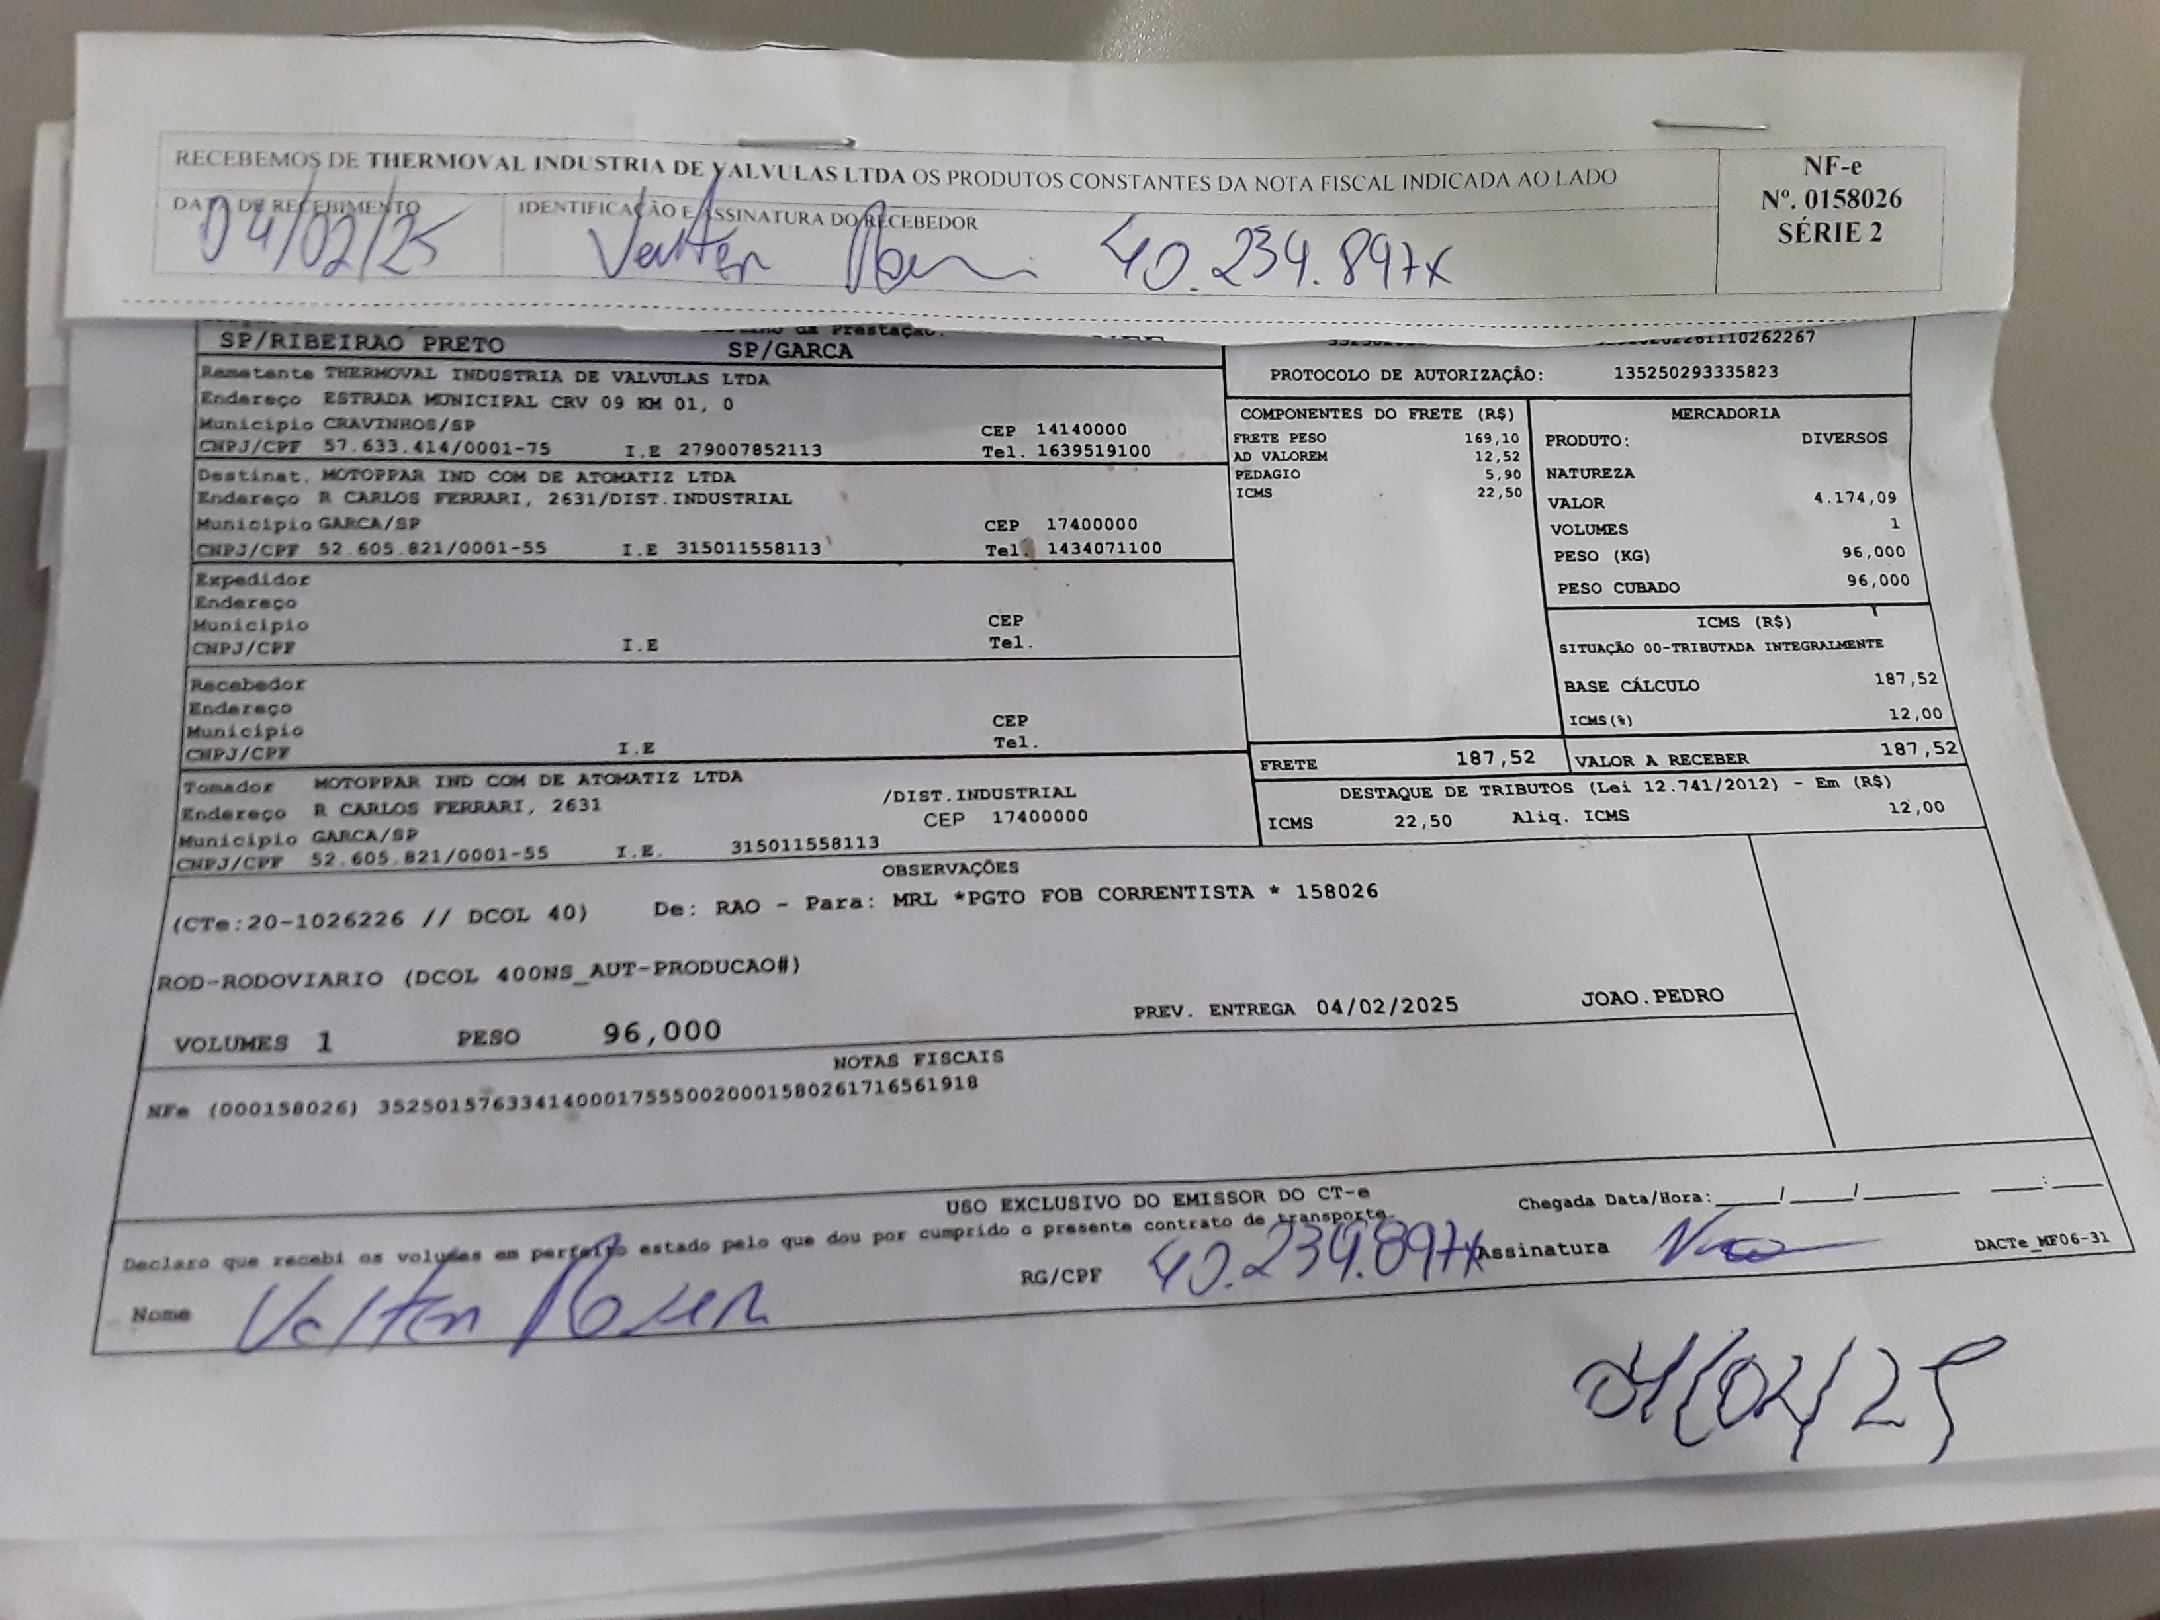 RECEBEMOS DE THERMOVAL INDUSTRIA DE VALVULAS LTDA OS PRODUTOS CONSTANTES DA NOTA FISCAL INDICADA AO LADO
NF-e
Nº. 0158026
SÉRIE 2
DATA DE RECEBIMENTO
IDENTIFICAÇÃO E ASSINATURA DO RECEBEDOR
04/02/25 Valter 40.234.897x
da Prestação.
SP/RIBEIRAO PRETO SP/GARCA
PROTOCOLO DE AUTORIZAÇÃO: 135250293335823
Remetente THERMOVAL INDUSTRIA DE VALVULAS LTDA
Endereço ESTRADA MUNICIPAL CRV 09 KM 01, 0
Município CRAVINHOS/SP CEP 14140000
CNPJ/CPF 57.633.414/0001-75 I.E 279007852113 Tel. 1639519100
Destinat. MOTOPPAR IND COM DE ATOMATIZ LTDA
Endereço R CARLOS FERRARI, 2631/DIST.INDUSTRIAL
Município GARCA/SP CEP 17400000
CNPJ/CPF 52.605.821/0001-55 I.E 315011558113 Tel. 1434071100
Expedidor
Endereço
Município CEP
CNPJ/CPF I.E Tel.
Recebedor
Endereço
Município CEP
CNPJ/CPF I.E Tel.
Tomador MOTOPPAR IND COM DE ATOMATIZ LTDA
Endereço R CARLOS FERRARI, 2631 /DIST.INDUSTRIAL
Município GARCA/SP CEP 17400000
CNPJ/CPF 52.605.821/0001-55 I.E. 315011558113
COMPONENTES DO FRETE (R$)
FRETE PESO 169,10
AD VALOREM 12,52
PEDAGIO 5,90
ICMS 22,50
MERCADORIA
PRODUTO: DIVERSOS
NATUREZA
VALOR 4.174,09
VOLUMES 1
PESO (KG) 96,000
PESO CUBADO 96,000
ICMS (R$)
SITUAÇÃO 00-TRIBUTADA INTEGRALMENTE
BASE CÁLCULO 187,52
ICMS(%) 12,00
FRETE 187,52 VALOR A RECEBER 187,52
DESTAQUE DE TRIBUTOS (Lei 12.741/2012) - Em (R$)
ICMS 22,50 Aliq. ICMS 12,00
OBSERVAÇÕES
(CTe:20-1026226 // DCOL 40) De: RAO - Para: MRL *PGTO FOB CORRENTISTA * 158026
ROD-RODOVIARIO (DCOL 400NS_AUT-PRODUCAO#)
VOLUMES 1 PESO 96,000 PREV. ENTREGA 04/02/2025 JOAO.PEDRO
NOTAS FISCAIS
NFe (000158026) 35250157633414000175550020001580261716561918
USO EXCLUSIVO DO EMISSOR DO CT-e
Declaro que recebi os volumes em perfeito estado pelo que dou por cumprido o presente contrato de transporte.
Chegada Data/Hora: ____/____/______ ___:___
Nome Valter RG/CPF 40.234.897x Assinatura
DACTe_MF06-31
04/02/25